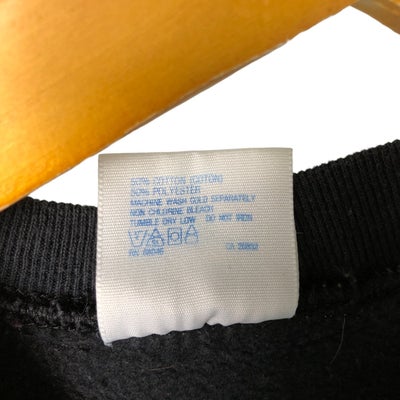 50% COTTON (COTON)
50% POLYESTER
MACHINE WASH COLD SEPARATELY
NON CHLORINE BLEACH
TUMBLE DRY LOW DO NOT IRON
RN CA